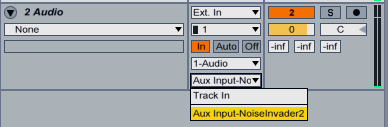 2 Audio
Ext. In
2
S
None
1
0
C
In
Auto
Off
-inf
-inf
-inf
1-Audio
Aux Input-No
Track In
Aux Input-NoiseInvader2